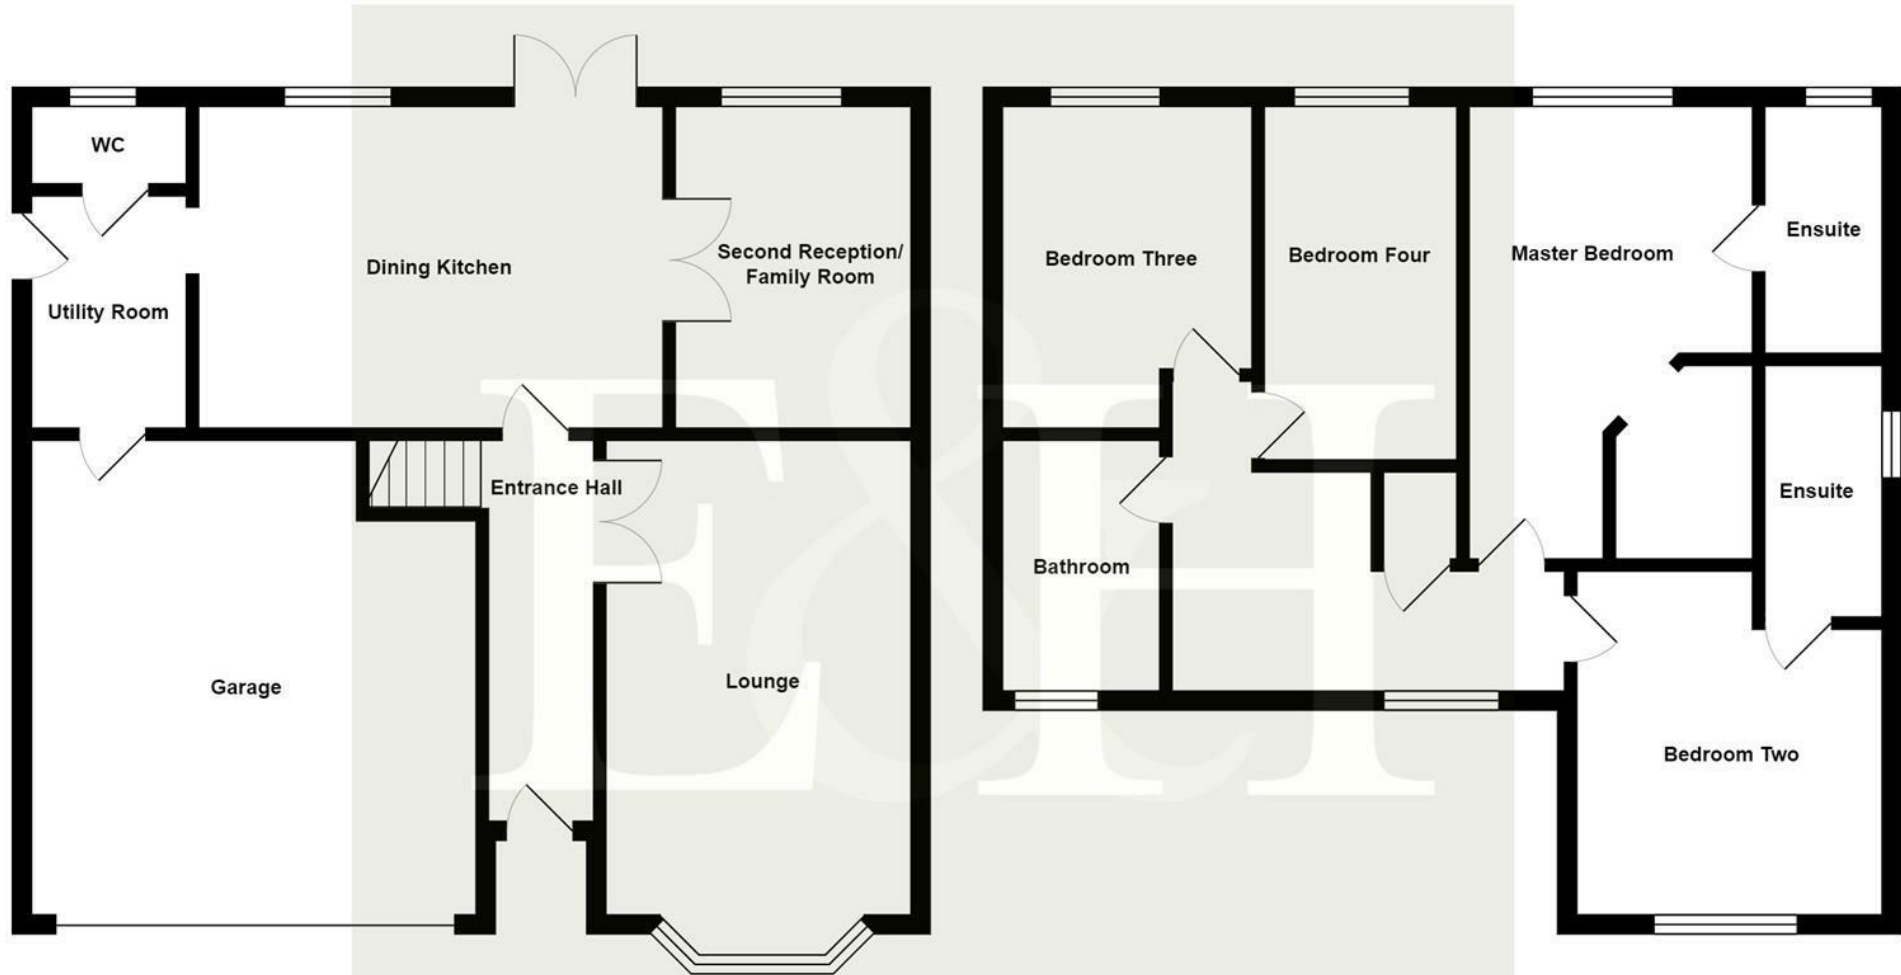 WC
Dining Kitchen
Second Reception/
Family Room
Utility Room
Entrance Hall
Garage
Lounge
Bedroom Three
Bedroom Four
Master Bedroom
Ensuite
Ensuite
Bathroom
Bedroom Two
E&H